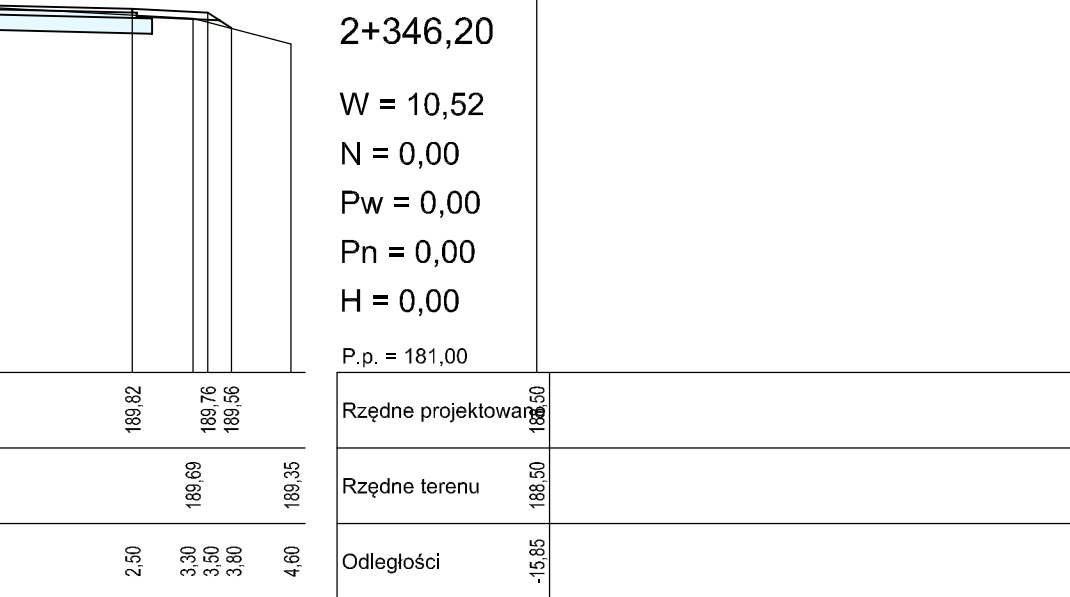 2+346,20
W = 10,52
N = 0,00
Pw = 0,00
Pn = 0,00
H = 0,00
P.p. = 181,00
189,82 189,76 189,56
Rzędne projektowane 188,50
189,69 189,35
Rzędne terenu 188,50
2,50 3,30 3,50 3,80 4,60
Odległości -15,85